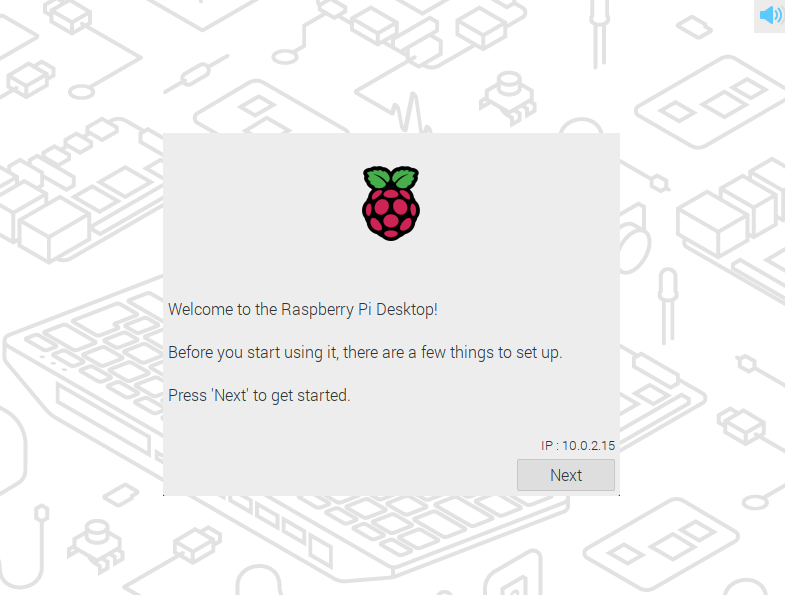 Welcome to the Raspberry Pi Desktop!
Before you start using it, there are a few things to set up.
Press 'Next' to get started.
IP : 10.0.2.15
Next